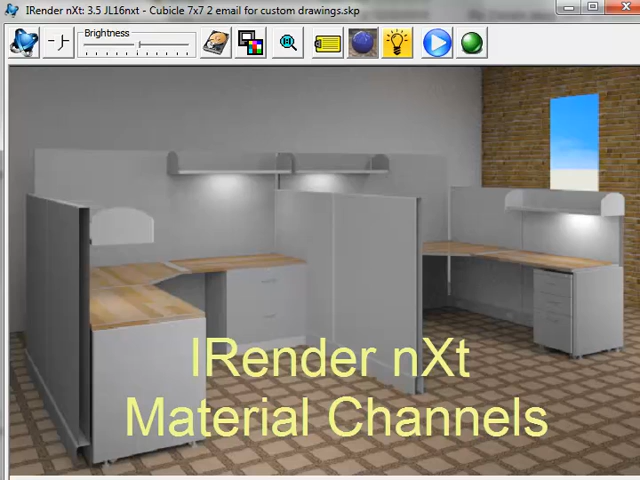 IRender nXt: 3.5 JL16nxt - Cubicle 7x7 2 email for custom drawings.skp
Brightness
IRender nXt
Material Channels